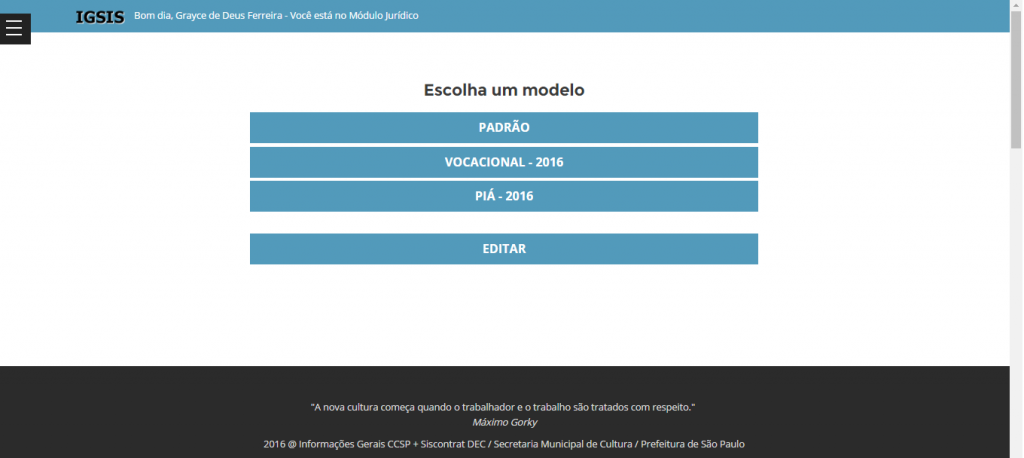 IGSIS Bom dia, Grayce de Deus Ferreira - Você está no Módulo Jurídico
Escolha um modelo
PADRÃO
VOCACIONAL - 2016
PIÁ - 2016
EDITAR
"A nova cultura começa quando o trabalhador e o trabalho são tratados com respeito."
Máximo Gorky
2016 @ Informações Gerais CCSP + Siscontrat DEC / Secretaria Municipal de Cultura / Prefeitura de São Paulo